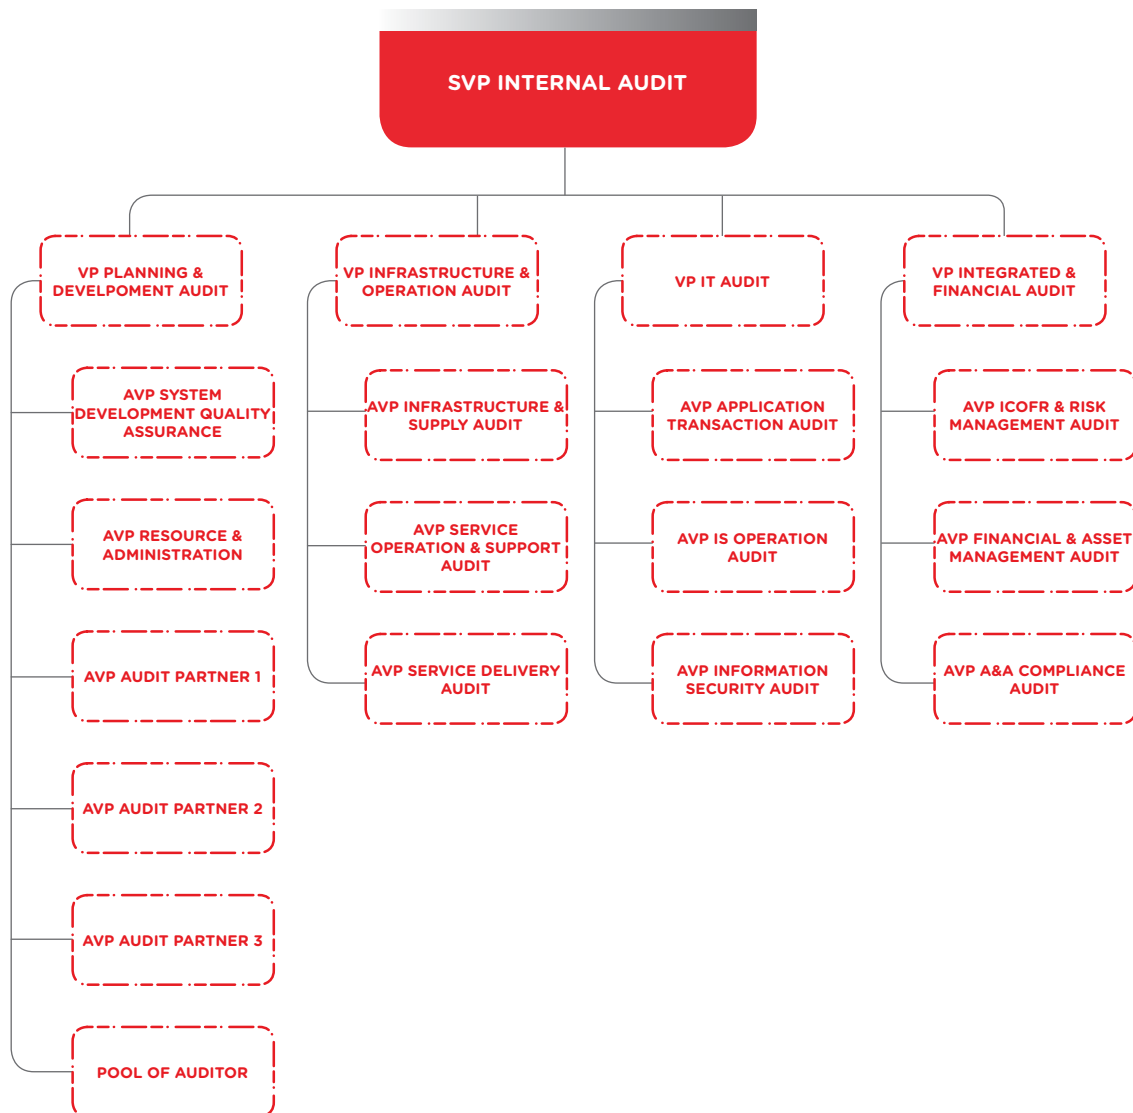 SVP INTERNAL AUDIT
VP PLANNING &
DEVELPOMENT AUDIT
AVP SYSTEM
DEVELOPMENT QUALITY
ASSURANCE
AVP RESOURCE &
ADMINISTRATION
AVP AUDIT PARTNER 1
AVP AUDIT PARTNER 2
AVP AUDIT PARTNER 3
POOL OF AUDITOR
VP INFRASTRUCTURE &
OPERATION AUDIT
AVP INFRASTRUCTURE &
SUPPLY AUDIT
AVP SERVICE
OPERATION & SUPPORT
AUDIT
AVP SERVICE DELIVERY
AUDIT
VP IT AUDIT
AVP APPLICATION
TRANSACTION AUDIT
AVP IS OPERATION
AUDIT
AVP INFORMATION
SECURITY AUDIT
VP INTEGRATED &
FINANCIAL AUDIT
AVP ICOFR & RISK
MANAGEMENT AUDIT
AVP FINANCIAL & ASSET
MANAGEMENT AUDIT
AVP A&A COMPLIANCE
AUDIT